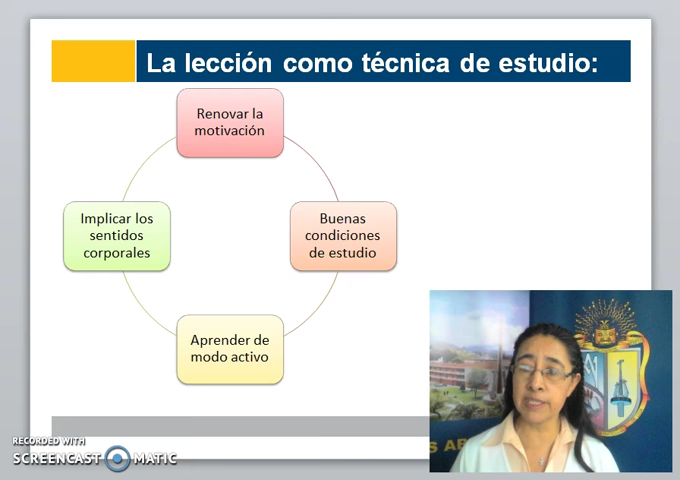 La lección como técnica de estudio:
Renovar la
motivación
Implicar los
sentidos
corporales
Buenas
condiciones
de estudio
Aprender de
modo activo
RECORDED WITH
SCREENCAST MATIC